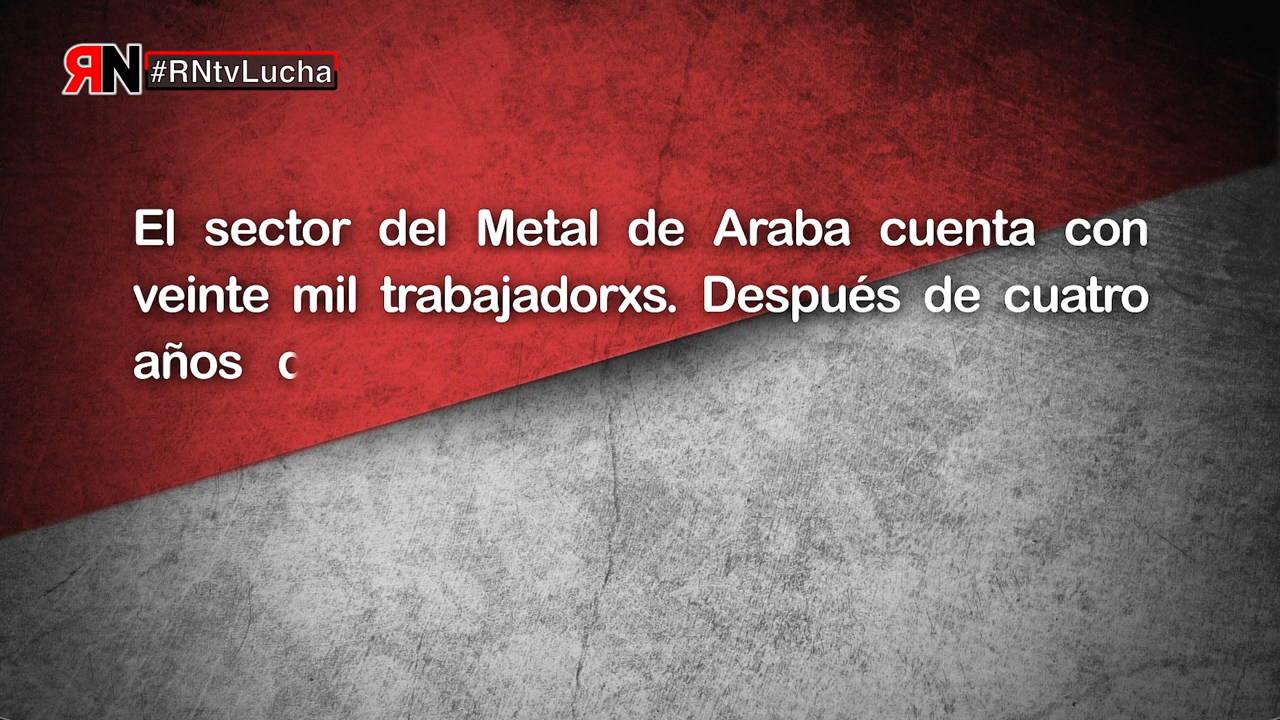 RN #RNtvLucha
El sector del Metal de Araba cuenta con
veinte mil trabajadorxs. Después de cuatro
años